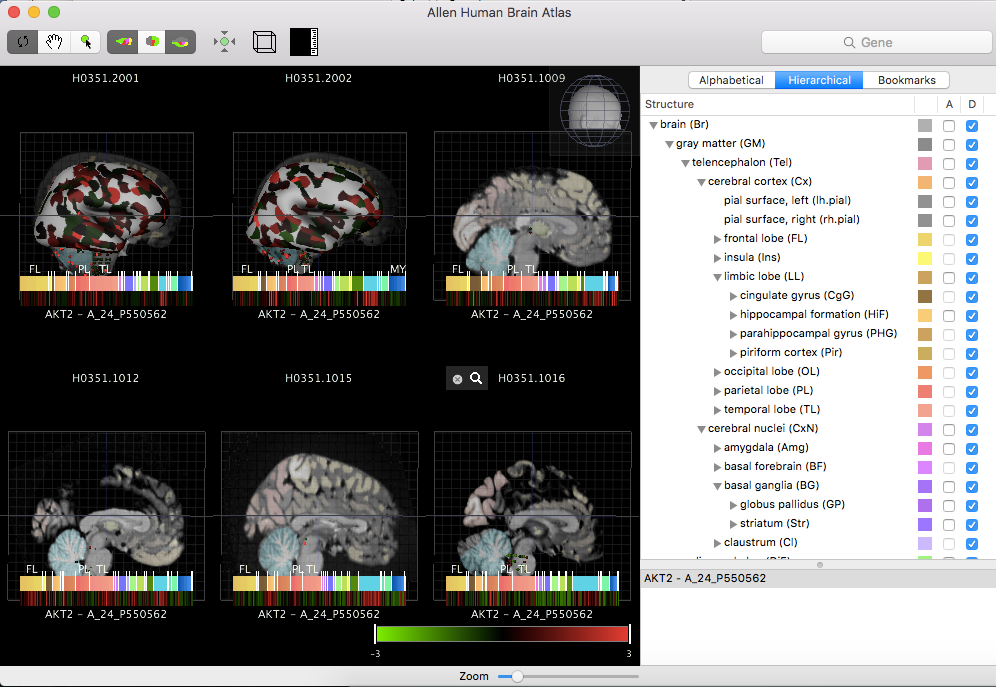 Allen Human Brain Atlas
Gene
H0351.2001
H0351.2002
H0351.1009
FL PL TL
FL PL TL MY
FL PL TL
AKT2 - A_24_P550562
AKT2 - A_24_P550562
AKT2 - A_24_P550562
H0351.1012
H0351.1015
H0351.1016
FL PL TL
FL PL TL
FL PL TL
AKT2 - A_24_P550562
AKT2 - A_24_P550562
AKT2 - A_24_P550562
-3
3
Alphabetical
Hierarchical
Bookmarks
Structure A D
brain (Br)
gray matter (GM)
telencephalon (Tel)
cerebral cortex (Cx)
pial surface, left (lh.pial)
pial surface, right (rh.pial)
frontal lobe (FL)
insula (Ins)
limbic lobe (LL)
cingulate gyrus (CgG)
hippocampal formation (HiF)
parahippocampal gyrus (PHG)
piriform cortex (Pir)
occipital lobe (OL)
parietal lobe (PL)
temporal lobe (TL)
cerebral nuclei (CxN)
amygdala (Amg)
basal forebrain (BF)
basal ganglia (BG)
globus pallidus (GP)
striatum (Str)
claustrum (Cl)
AKT2 - A_24_P550562
Zoom